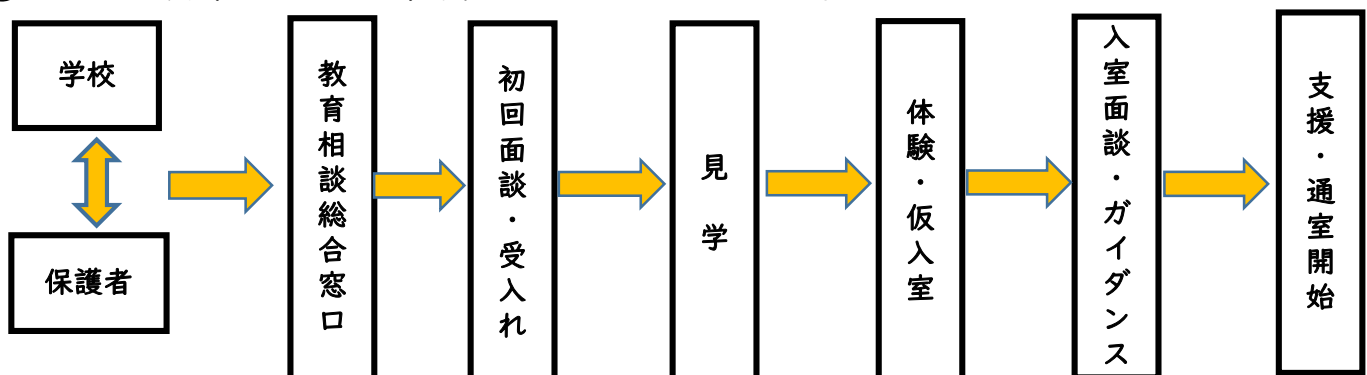 学校
保護者
教育相談総合窓口
初回面談・受入れ
見学
体験・仮入室
入室面談・ガイダンス
支援・通室開始